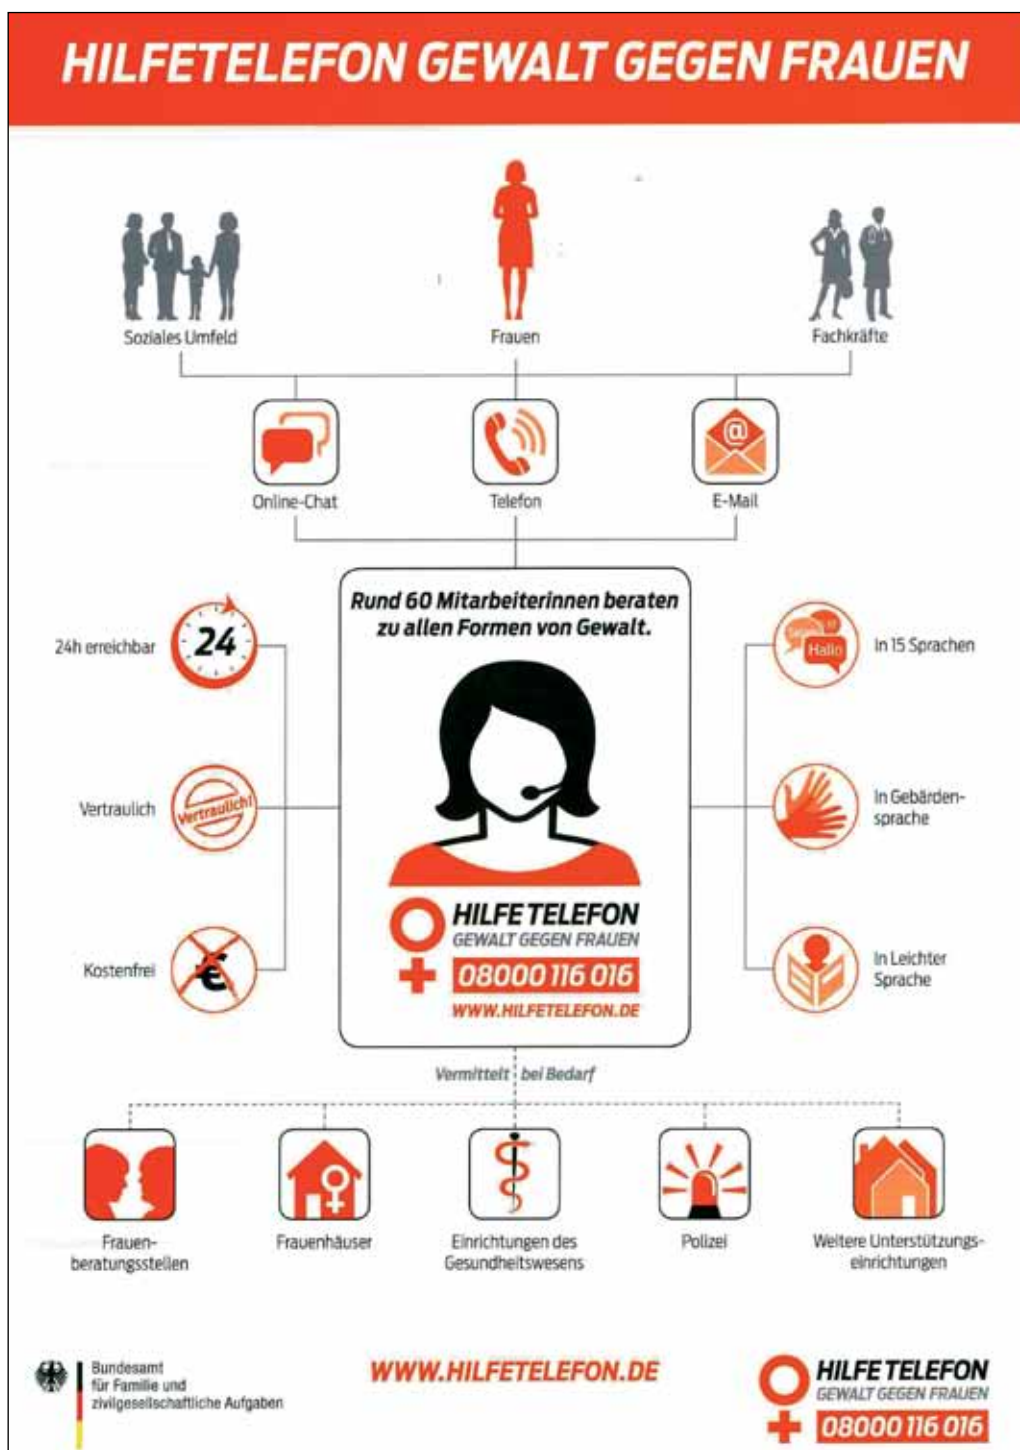 HILFETELEFON GEWALT GEGEN FRAUEN
Soziales Umfeld
Frauen
Fachkräfte
Online-Chat
Telefon
@
E-Mail
Rund 60 Mitarbeiterinnen beraten
zu allen Formen von Gewalt.
24h erreichbar
24
Vertraulich
Vertraulich!
Kostenfrei
€
Hallo
In 15 Sprachen
In Gebärden-
sprache
In Leichter
Sprache
HILFE TELEFON
GEWALT GEGEN FRAUEN
08000 116 016
WWW.HILFETELEFON.DE
Vermittelt bei Bedarf
Frauen-
beratungsstellen
Frauenhäuser
Einrichtungen des
Gesundheitswesens
Polizei
Weitere Unterstützungs-
einrichtungen
Bundesamt
für Familie und
zivilgesellschaftliche Aufgaben
WWW.HILFETELEFON.DE
HILFE TELEFON
GEWALT GEGEN FRAUEN
08000 116 016